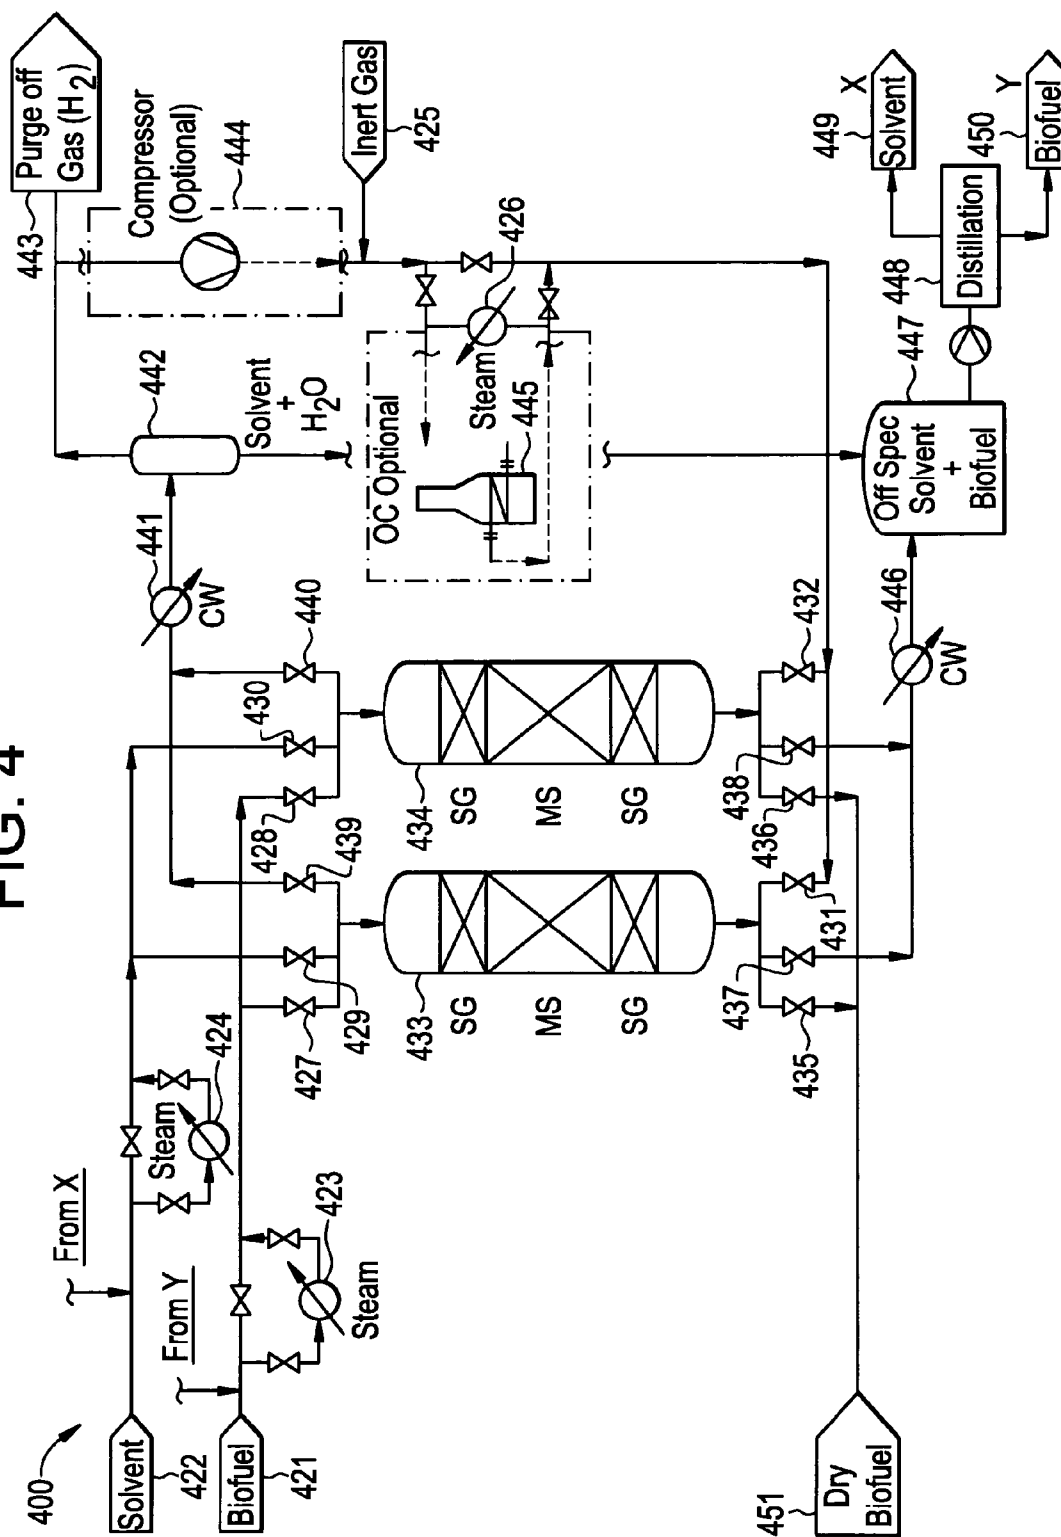 FIG. 4
400
Solvent
422
From X
Steam
424
Biofuel
421
From Y
423
Steam
427
429
439
428
430
440
441
CW
442
Solvent
+
H2O
443
Purge off
Gas (H2)
Compressor
(Optional)
444
Inert Gas
425
426
Steam
OC Optional
445
433
SG
MS
SG
434
SG
MS
SG
435
437
431
436
438
432
446
CW
Off Spec
Solvent
+
Biofuel
447
448
Distillation
449
Solvent
X
450
Biofuel
Y
451
Dry
Biofuel